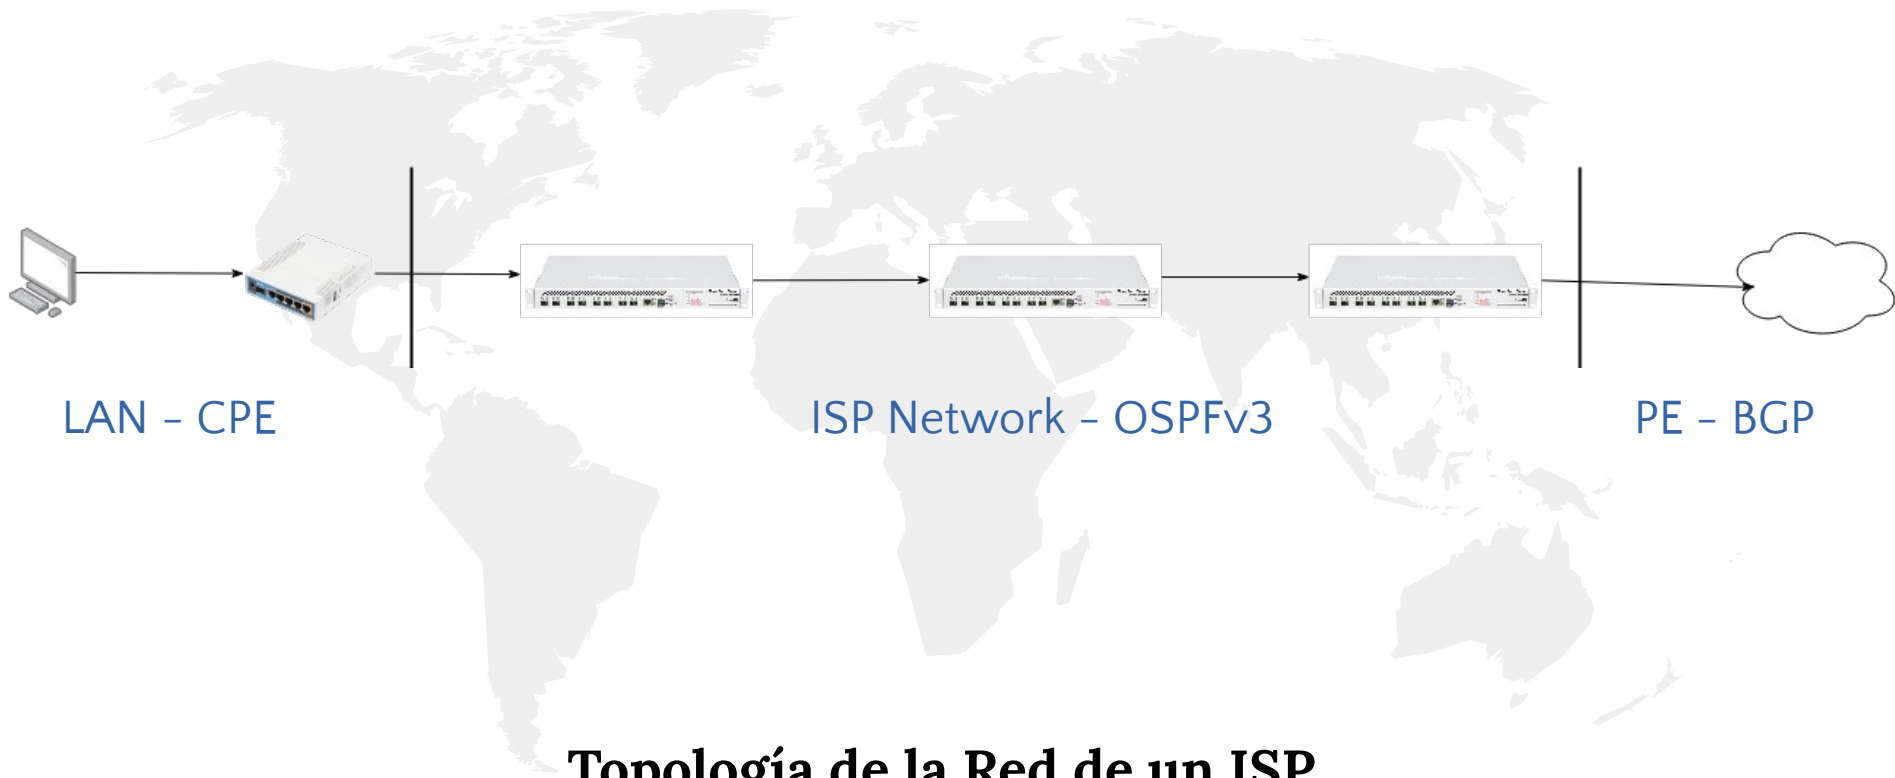 LAN - CPE
ISP Network - OSPFv3
PE - BGP
Topología de la Red de un ISP